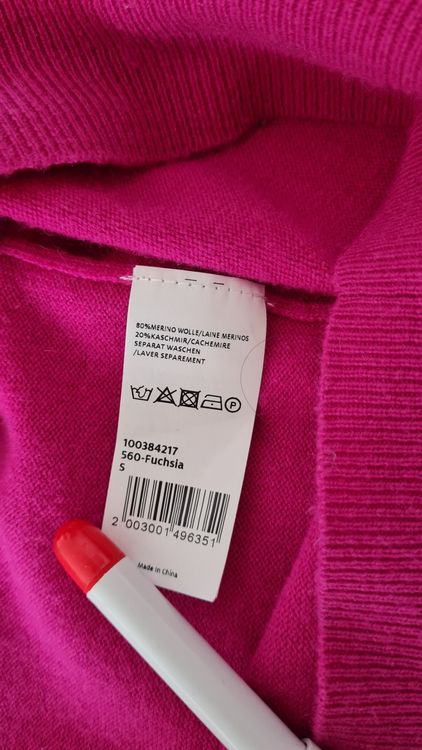 80%MERINO WOLLE/LAINE MERINOS
20%KASCHMIR/CACHEMIRE
SEPARAT WASCHEN
/LAVER SEPAREMENT
P
100384217
560-Fuchsia
S
2 003001 496351
Made in China